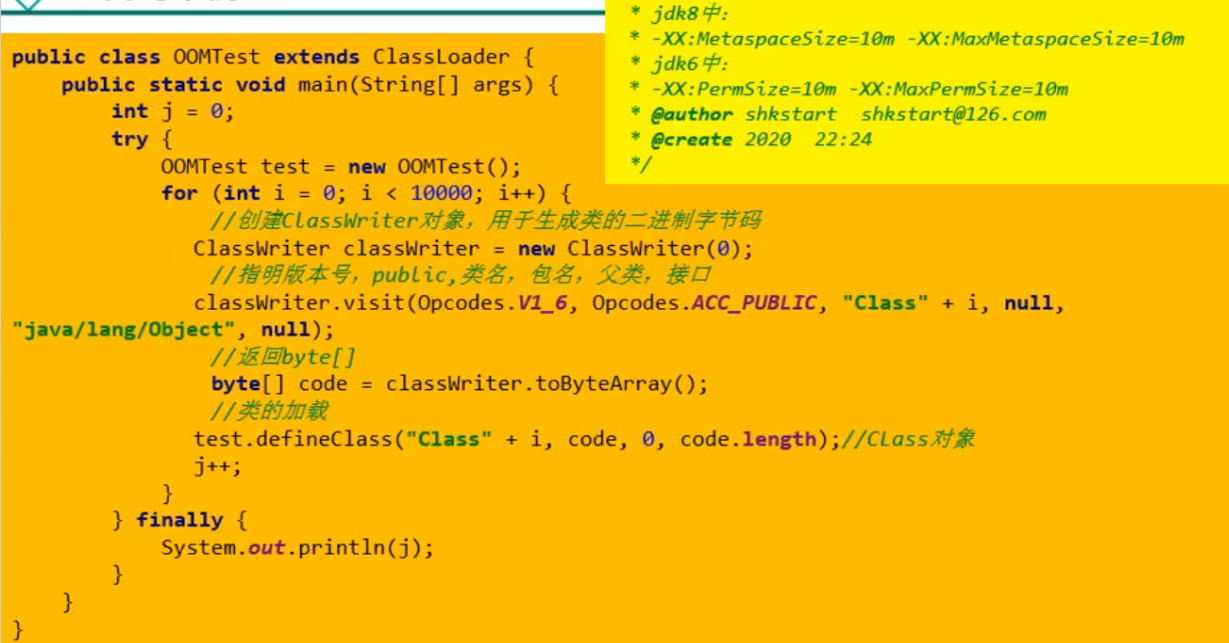 * jdk8中:
* -XX:MetaspaceSize=10m -XX:MaxMetaspaceSize=10m
* jdk6中:
* -XX:PermSize=10m -XX:MaxPermSize=10m
* @author shkstart  shkstart@126.com
* @create 2020  22:24
*/
public class OOMTest extends ClassLoader {
    public static void main(String[] args) {
        int j = 0;
        try {
            OOMTest test = new OOMTest();
            for (int i = 0; i < 10000; i++) {
                //创建ClassWriter对象，用于生成类的二进制字节码
                ClassWriter classWriter = new ClassWriter(0);
                //指明版本号，public,类名，包名，父类，接口
                classWriter.visit(Opcodes.V1_6, Opcodes.ACC_PUBLIC, "Class" + i, null,
"java/lang/Object", null);
                //返回byte[]
                byte[] code = classWriter.toByteArray();
                //类的加载
                test.defineClass("Class" + i, code, 0, code.length);//CLass对象
                j++;
            }
        } finally {
            System.out.println(j);
        }
    }
}